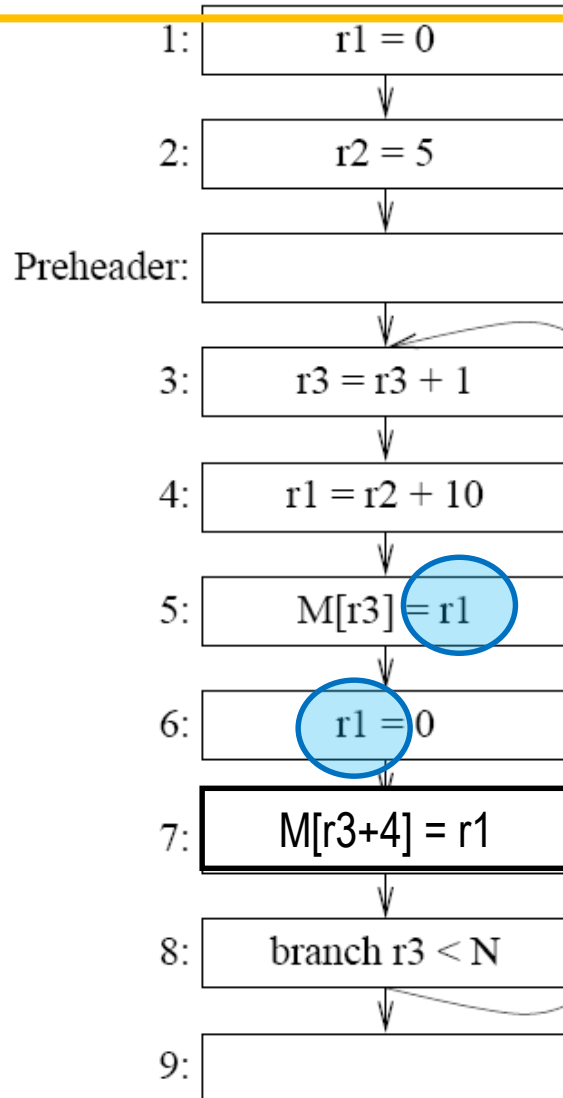 1: r1 = 0
2: r2 = 5
Preheader:
3: r3 = r3 + 1
4: r1 = r2 + 10
5: M[r3] = r1
6: r1 = 0
7: M[r3+4] = r1
8: branch r3 < N
9: